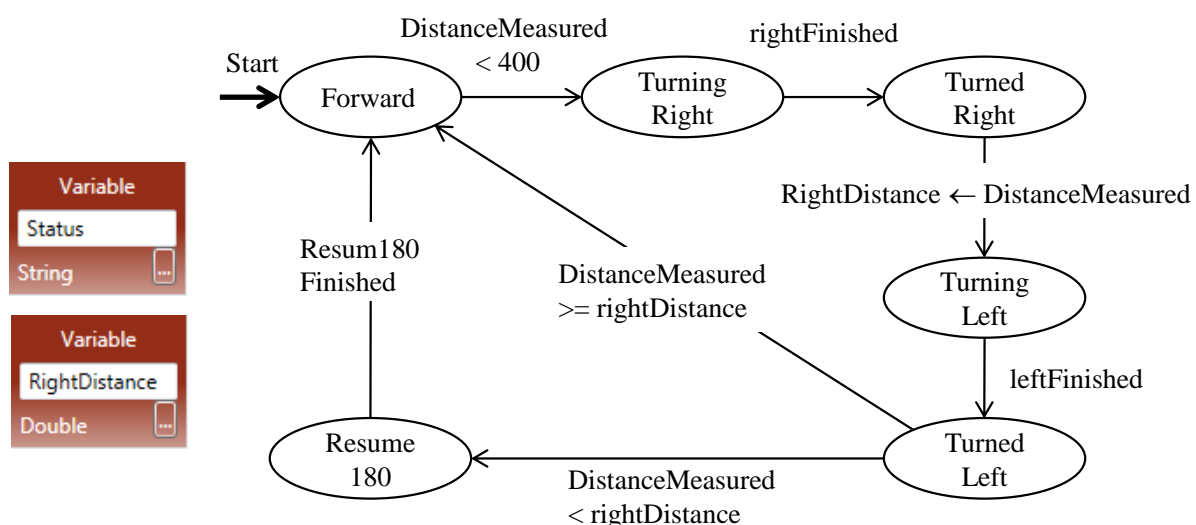 DistanceMeasured
< 400
rightFinished
Start
Forward
Turning
Right
Turned
Right
Variable
Status
String
...
RightDistance ← DistanceMeasured
Resum180
Finished
DistanceMeasured
>= rightDistance
Turning
Left
Variable
RightDistance
Double
...
leftFinished
Resume
180
Turned
Left
DistanceMeasured
< rightDistance